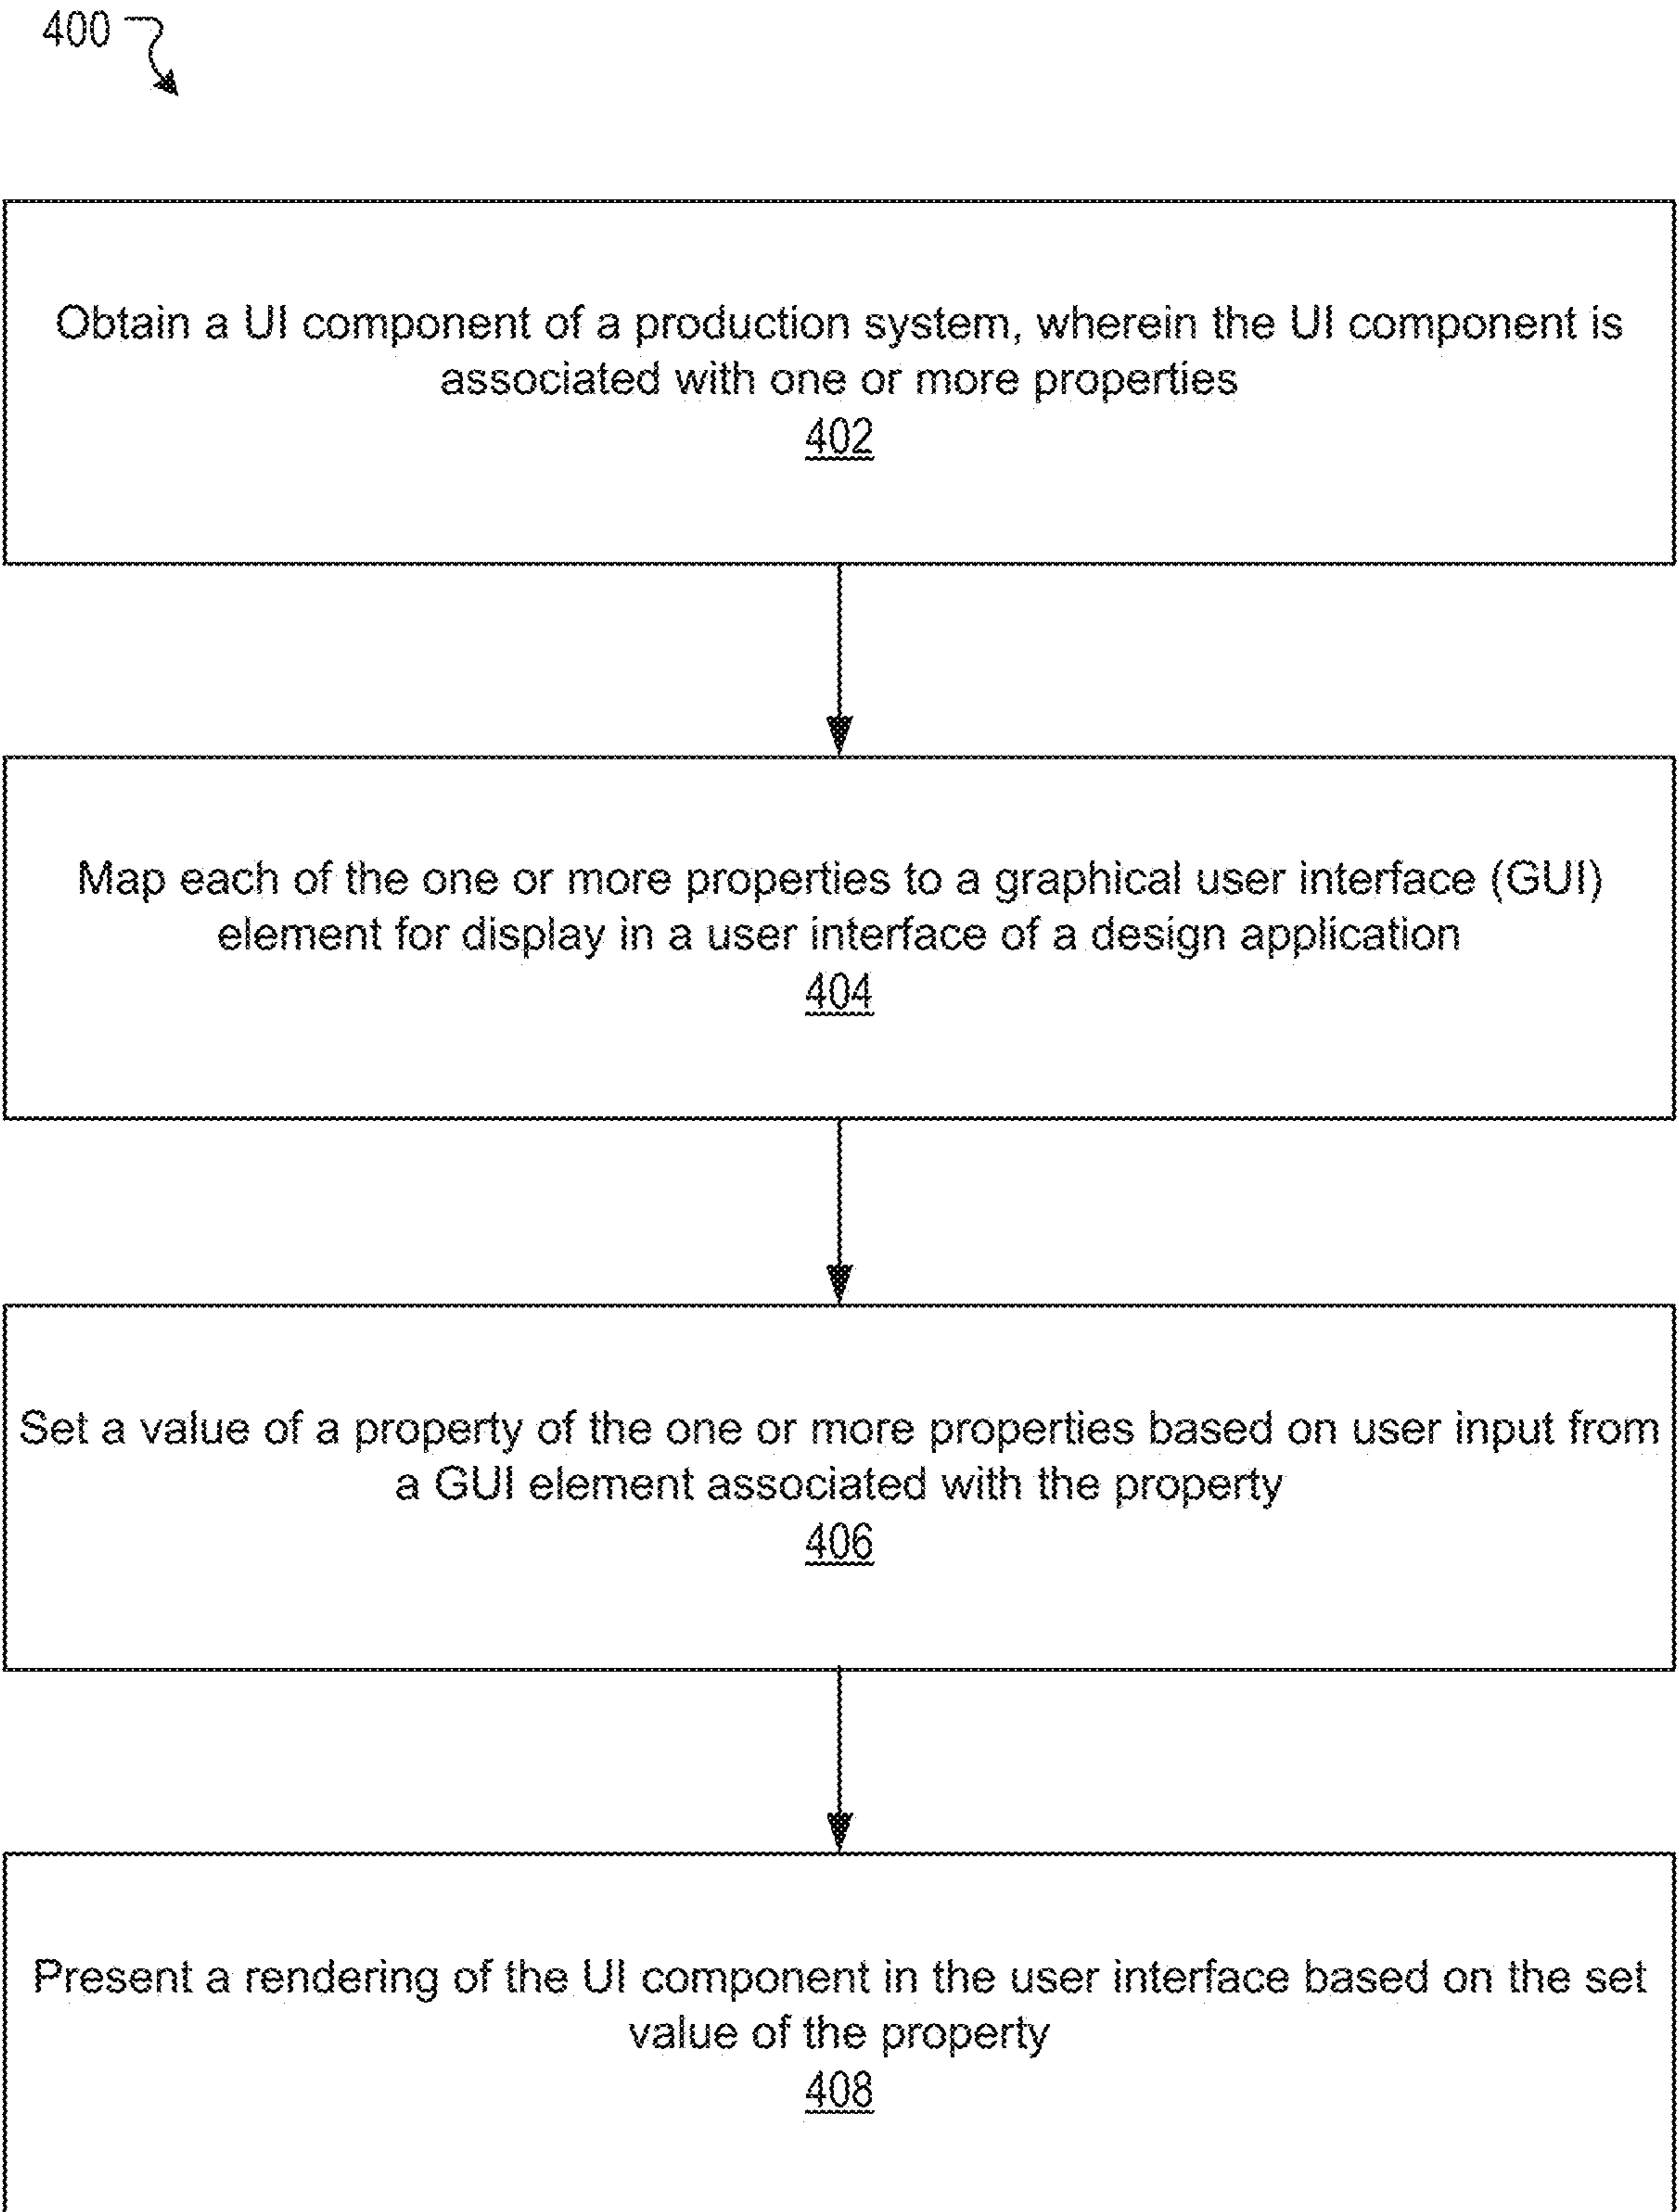 400
Obtain a UI component of a production system, wherein the UI component is
associated with one or more properties
402
Map each of the one or more properties to a graphical user interface (GUI)
element for display in a user interface of a design application
404
Set a value of a property of the one or more properties based on user input from
a GUI element associated with the property
406
Present a rendering of the UI component in the user interface based on the set
value of the property
408